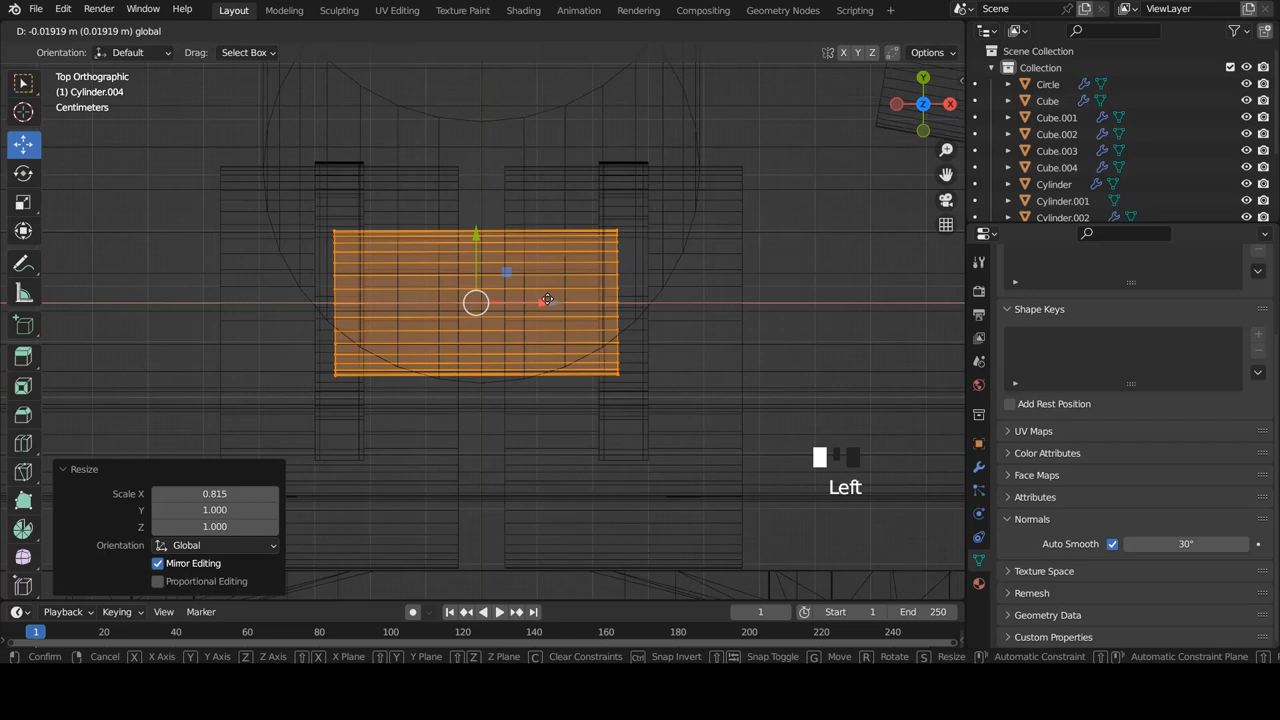 File Edit Render Window Help Layout Modeling Sculpting UV Editing Texture Paint Shading Animation Rendering Compositing Geometry Nodes Scripting Scene ViewLayer
D: -0.01919 m (0.01919 m) global
Orientation: Default Drag: Select Box X Y Z Options
Scene Collection
Collection
Circle
Cube
Cube.001
Cube.002
Cube.003
Cube.004
Cylinder
Cylinder.001
Cylinder.002
Top Orthographic
(1) Cylinder.004
Centimeters
Y
Z X
Shape Keys
Add Rest Position
UV Maps
Color Attributes
Face Maps
Attributes
Normals
Auto Smooth 30°
Texture Space
Remesh
Geometry Data
Custom Properties
Left
Resize
Scale X 0.815
Y 1.000
Z 1.000
Orientation Global
Mirror Editing
Proportional Editing
Playback Keying View Marker 1 Start 1 End 250
1 20 40 60 80 100 120 140 160 180 200 220 240
Confirm Cancel X X Axis Y Y Axis Z Z Axis X X Plane Y Y Plane Z Z Plane C Clear Constraints Ctrl Snap Invert Snap Toggle G Move R Rotate S Resize Automatic Constraint Automatic Constraint Plane